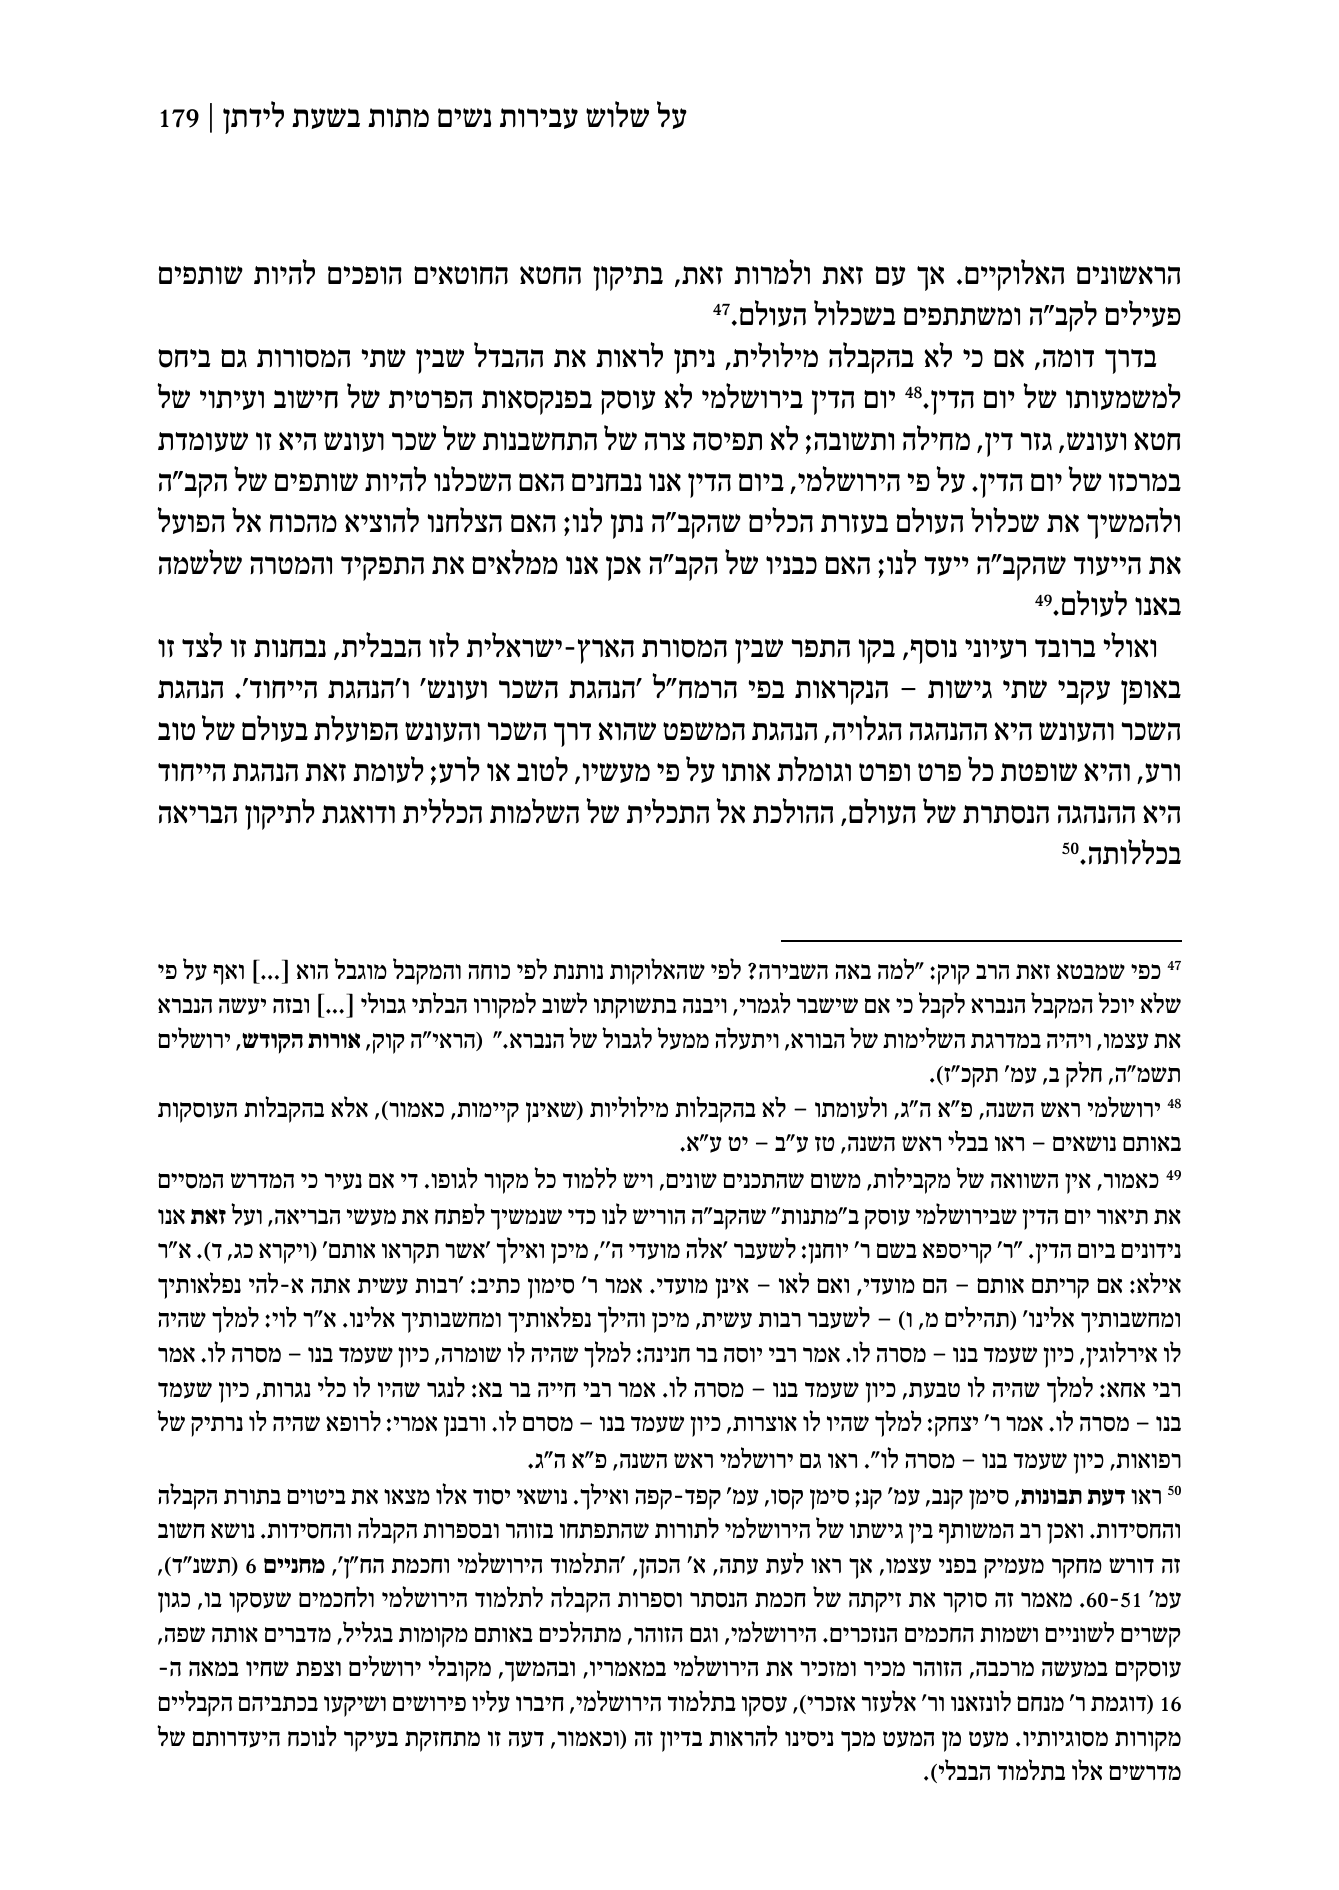 על שלוש עבירות נשים מתות בשעת לידתן | 179
הראשונים האלוקיים. אך עם זאת ולמרות זאת, בתיקון החטא החוטאים הופכים להיות שותפים
פעילים לקב"ה ומשתתפים בשכלול העולם.47
בדרך דומה, אם כי לא בהקבלה מילולית, ניתן לראות את ההבדל שבין שתי המסורות גם ביחס
למשמעותו של יום הדין.48 יום הדין בירושלמי לא עוסק בפנקסאות הפרטית של חישוב ועיתוי של
חטא ועונש, גזר דין, מחילה ותשובה; לא תפיסה צרה של התחשבנות של שכר ועונש היא זו שעומדת
במרכזו של יום הדין. על פי הירושלמי, ביום הדין אנו נבחנים האם השכלנו להיות שותפים של הקב"ה
ולהמשיך את שכלול העולם בעזרת הכלים שהקב"ה נתן לנו; האם הצלחנו להוציא מהכוח אל הפועל
את הייעוד שהקב"ה ייעד לנו; האם כבניו של הקב"ה אכן אנו ממלאים את התפקיד והמטרה שלשמה
באנו לעולם.49
ואולי ברובד רעיוני נוסף, בקו התפר שבין המסורת הארץ-ישראלית לזו הבבלית, נבחנות זו לצד זו
באופן עקבי שתי גישות – הנקראות בפי הרמח"ל 'הנהגת השכר ועונש' ו'הנהגת הייחוד'. הנהגת
השכר והעונש היא ההנהגה הגלויה, הנהגת המשפט שהוא דרך השכר והעונש הפועלת בעולם של טוב
ורע, והיא שופטת כל פרט ופרט וגומלת אותו על פי מעשיו, לטוב או לרע; לעומת זאת הנהגת הייחוד
היא ההנהגה הנסתרת של העולם, ההולכת אל התכלית של השלמות הכללית ודואגת לתיקון הבריאה
בכללותה.50
47 כפי שמבטא זאת הרב קוק: "למה באה השבירה? לפי שהאלוקות נותנת לפי כוחה והמקבל מוגבל הוא [...] ואף על פי
שלא יוכל המקבל הנברא לקבל כי אם שישבר לגמרי, ויבנה בתשוקתו לשוב למקורו הבלתי גבולי [...] ובזה יעשה הנברא
את עצמו, ויהיה במדרגת השלימות של הבורא, ויתעלה ממעל לגבול של הנברא." (הראי"ה קוק, אורות הקודש, ירושלים
תשמ"ה, חלק ב, עמ' תקכ"ז).
48 ירושלמי ראש השנה, פ"א ה"ג, ולעומתו – לא בהקבלות מילוליות (שאינן קיימות, כאמור), אלא בהקבלות העוסקות
באותם נושאים – ראו בבלי ראש השנה, טז ע"ב – יט ע"א.
49 כאמור, אין השוואה של מקבילות, משום שהתכנים שונים, ויש ללמוד כל מקור לגופו. די אם נעיר כי המדרש המסיים
את תיאור יום הדין שבירושלמי עוסק ב"מתנות" שהקב"ה הוריש לנו כדי שנמשיך לפתח את מעשי הבריאה, ועל זאת אנו
נידונים ביום הדין. "ר' קריספא בשם ר' יוחנן: לשעבר 'אלה מועדי ה'', מיכן ואילך 'אשר תקראו אותם' (ויקרא כג, ד). א"ר
אילא: אם קריתם אותם – הם מועדי, ואם לאו – אינן מועדי. אמר ר' סימון כתיב: 'רבות עשית אתה א-להי נפלאותיך
ומחשבותיך אלינו' (תהילים מ, ו) – לשעבר רבות עשית, מיכן והילך נפלאותיך ומחשבותיך אלינו. א"ר לוי: למלך שהיה
לו אירלוגין, כיון שעמד בנו – מסרה לו. אמר רבי יוסה בר חנינה: למלך שהיה לו שומרה, כיון שעמד בנו – מסרה לו. אמר
רבי אחא: למלך שהיה לו טבעת, כיון שעמד בנו – מסרה לו. אמר רבי חייה בר בא: לנגר שהיו לו כלי נגרות, כיון שעמד
בנו – מסרה לו. אמר ר' יצחק: למלך שהיו לו אוצרות, כיון שעמד בנו – מסרם לו. ורבנן אמרי: לרופא שהיה לו נרתיק של
רפואות, כיון שעמד בנו – מסרה לו". ראו גם ירושלמי ראש השנה, פ"א ה"ג.
50 ראו דעת תבונות, סימן קנב, עמ' קנ; סימן קסו, עמ' קפד-קפה ואילך. נושאי יסוד אלו מצאו את ביטוים בתורת הקבלה
והחסידות. ואכן רב המשותף בין גישתו של הירושלמי לתורות שהתפתחו בזוהר ובספרות הקבלה והחסידות. נושא חשוב
זה דורש מחקר מעמיק בפני עצמו, אך ראו לעת עתה, א' הכהן, 'התלמוד הירושלמי וחכמת הח"ן', מחניים 6 (תשנ"ד),
עמ' 60-51. מאמר זה סוקר את זיקתה של חכמת הנסתר וספרות הקבלה לתלמוד הירושלמי ולחכמים שעסקו בו, כגון
קשרים לשוניים ושמות החכמים הנזכרים. הירושלמי, וגם הזוהר, מתהלכים באותם מקומות בגליל, מדברים אותה שפה,
עוסקים במעשה מרכבה, הזוהר מכיר ומזכיר את הירושלמי במאמריו, ובהמשך, מקובלי ירושלים וצפת שחיו במאה ה-
16 (דוגמת ר' מנחם לונזאנו ור' אלעזר אזכרי), עסקו בתלמוד הירושלמי, חיברו עליו פירושים ושיקעו בכתביהם הקבליים
מקורות מסוגיותיו. מעט מן המעט מכך ניסינו להראות בדיון זה (וכאמור, דעה זו מתחזקת בעיקר לנוכח היעדרותם של
מדרשים אלו בתלמוד הבבלי).